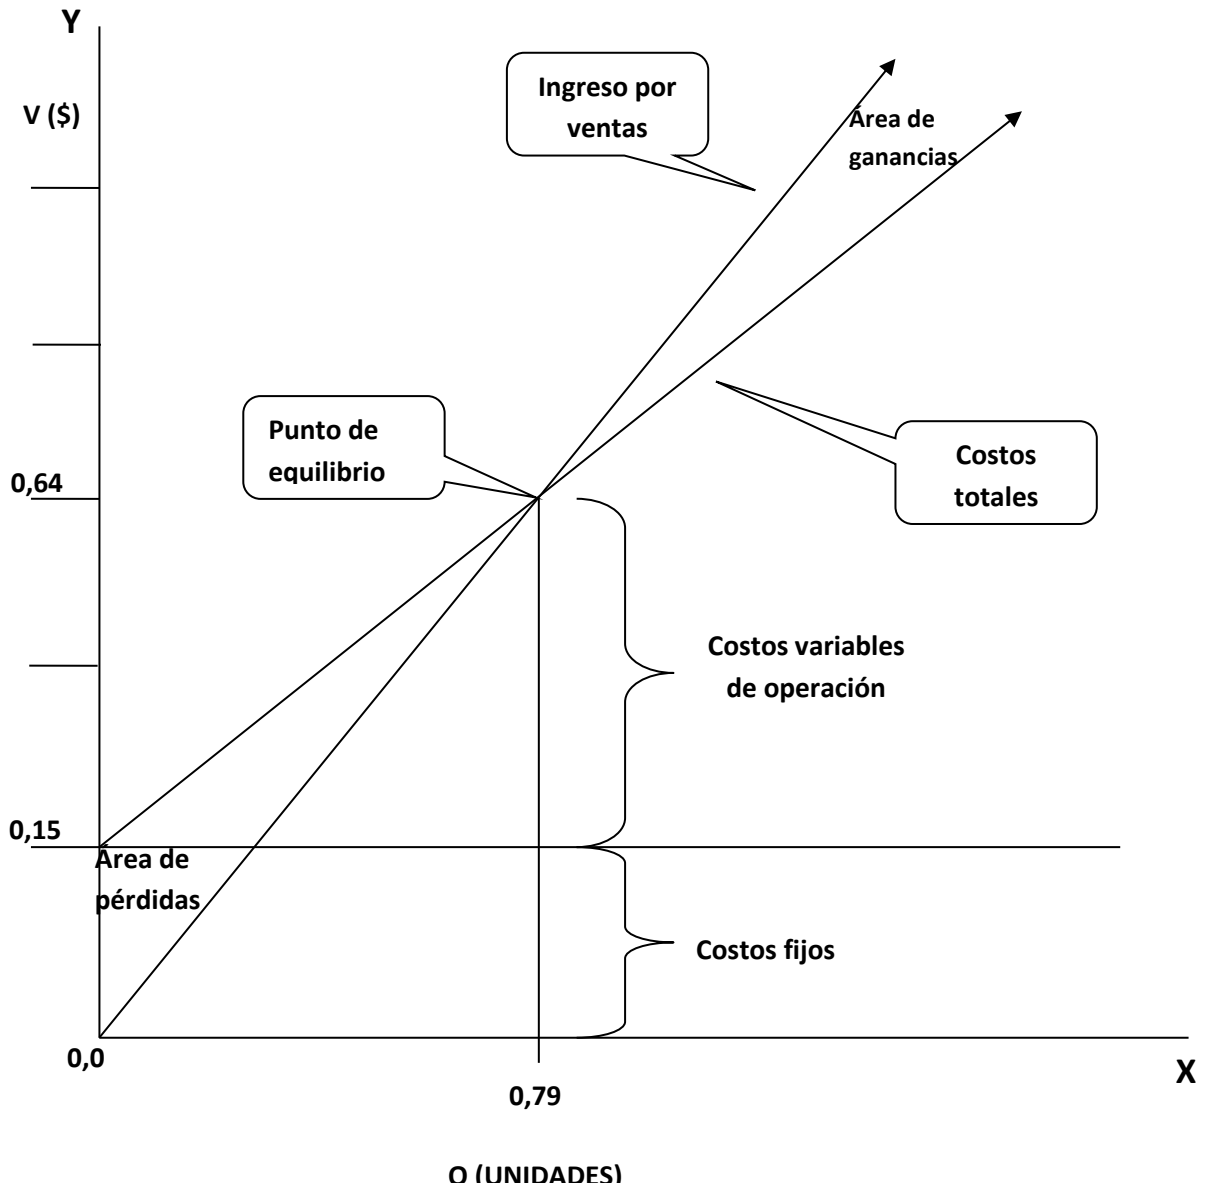 Y
V ($)
Ingreso por
ventas
Área de
ganancias
Punto de
equilibrio
Costos
totales
0,64
Costos variables
de operación
0,15
Área de
pérdidas
Costos fijos
0,0
X
0,79
Q (UNIDADES)